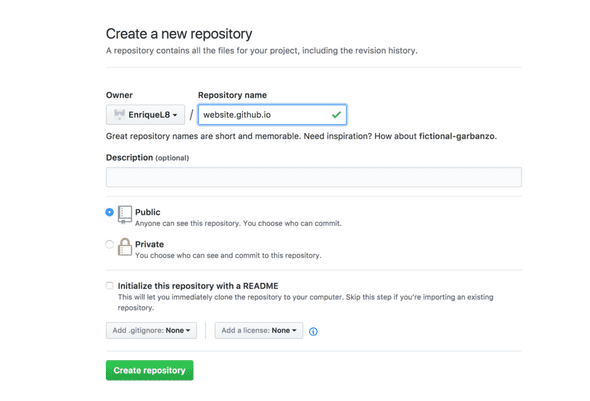 Create a new repository
A repository contains all the files for your project, including the revision history.
Owner
Repository name
EnriqueL8
/
website.github.io
Great repository names are short and memorable. Need inspiration? How about fictional-garbanzo.
Description (optional)
Public
Anyone can see this repository. You choose who can commit.
Private
You choose who can see and commit to this repository.
Initialize this repository with a README
This will let you immediately clone the repository to your computer. Skip this step if you're importing an existing
repository.
Add .gitignore: None
Add a license: None
Create repository